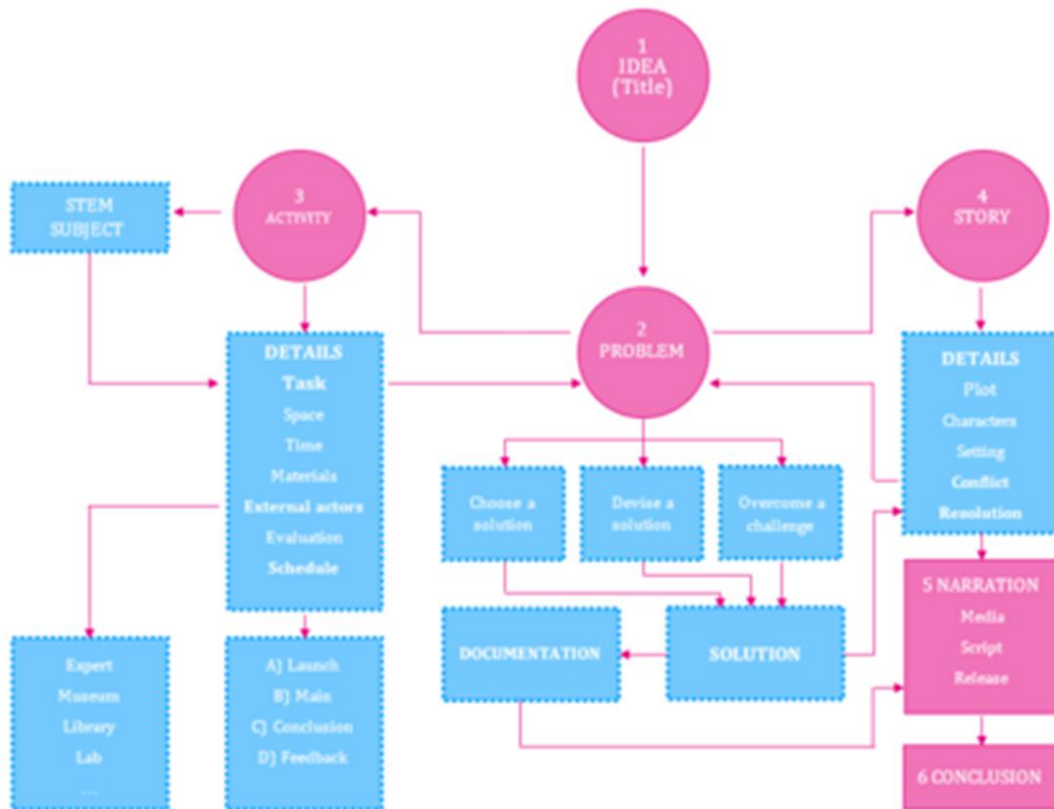 1
IDEA
(Title)
STEM
SUBJECT
3
ACTIVITY
4
STORY
2
PROBLEM
DETAILS
Task
Space
Time
Materials
External actors
Evaluation
Schedule
DETAILS
Plot
Characters
Setting
Conflict
Resolution
Choose a
solution
Devise a
solution
Overcome a
challenge
5 NARRATION
Media
Script
Release
DOCUMENTATION
SOLUTION
Expert
Museum
Library
Lab
...
A) Launch
B) Main
C) Conclusion
D) Feedback
6 CONCLUSION